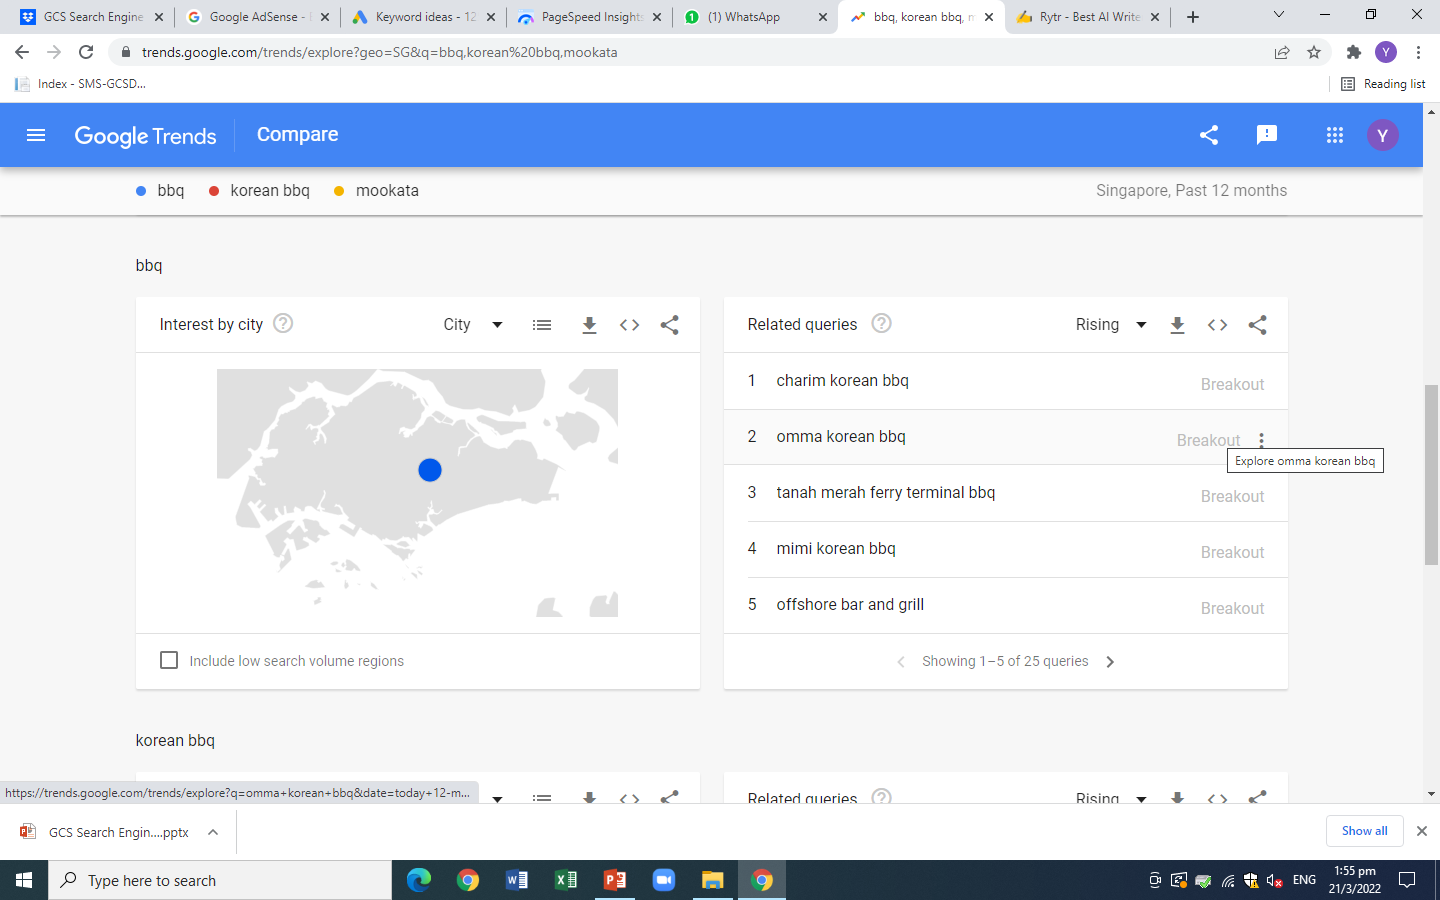 GCS Search Engine
Google AdSense - E
Keyword ideas - 12
PageSpeed Insights
(1) WhatsApp
bbq, korean bbq, m
Rytr - Best AI Write
trends.google.com/trends/explore?geo=SG&q=bbq,korean%20bbq,mookata
Y
Index - SMS-GCSD...
Reading list
Google Trends
Compare
Y
bbq
korean bbq
mookata
Singapore, Past 12 months
bbq
Interest by city
City
Include low search volume regions
Related queries
Rising
1 charim korean bbq Breakout
2 omma korean bbq Breakout
Explore omma korean bbq
3 tanah merah ferry terminal bbq Breakout
4 mimi korean bbq Breakout
5 offshore bar and grill Breakout
Showing 1–5 of 25 queries
korean bbq
Related queries
Rising
https://trends.google.com/trends/explore?q=omma+korean+bbq&date=today+12-m...
GCS Search Engin....pptx
Show all
Type here to search
ENG
1:55 pm
21/3/2022